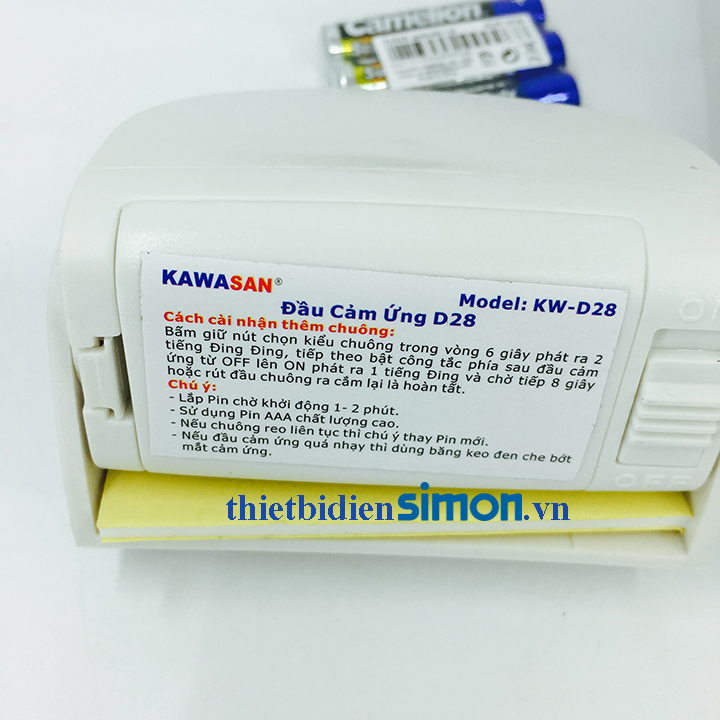 Camelion
KAWASAN®
Model: KW-D28
Đầu Cảm Ứng D28
Cách cài nhận thêm chuông:
Bấm giữ nút chọn kiểu chuông trong vòng 6 giây phát ra 2
tiếng Đing Đing, tiếp theo bật công tắc phía sau đầu cảm
ứng từ OFF lên ON phát ra 1 tiếng Đing và chờ tiếp 8 giây
hoặc rút đầu chuông ra cắm lại là hoàn tất.
Chú ý:
- Lắp Pin chờ khởi động 1- 2 phút.
- Sử dụng Pin AAA chất lượng cao.
- Nếu chuông reo liên tục thì chú ý thay Pin mới.
- Nếu đầu cảm ứng quá nhạy thì dùng băng keo đen che bớt
mắt cảm ứng.
ON
OFF
thietbidiensimon.vn